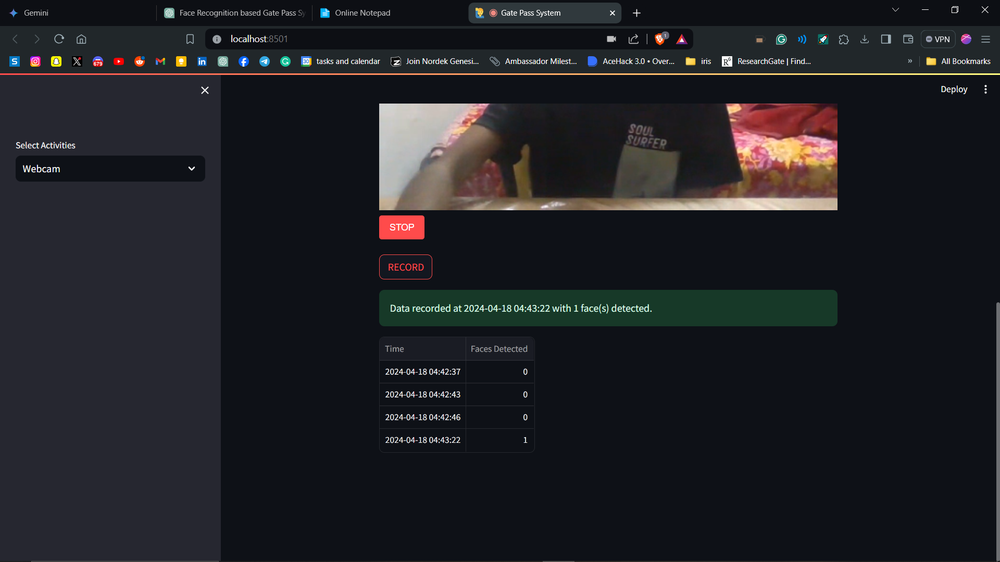 Gemini
Face Recognition based Gate Pass Sy
Online Notepad
Gate Pass System
localhost:8501
1
VPN
S
679
30
tasks and calendar
Join Nordek Genesi...
Ambassador Milest...
AceHack 3.0 • Over...
iris
RG
ResearchGate | Find...
All Bookmarks
Deploy
Select Activities
Webcam
SOUL
SURFER
STOP
RECORD
Data recorded at 2024-04-18 04:43:22 with 1 face(s) detected.
Time Faces Detected
2024-04-18 04:42:37 0
2024-04-18 04:42:43 0
2024-04-18 04:42:46 0
2024-04-18 04:43:22 1